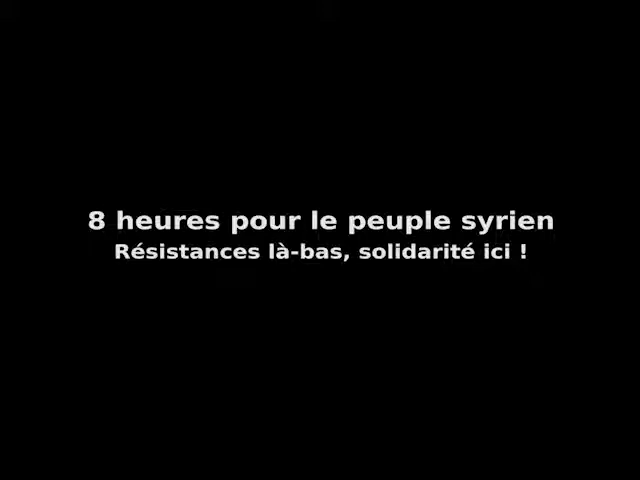 8 heures pour le peuple syrien
Résistances là-bas, solidarité ici !